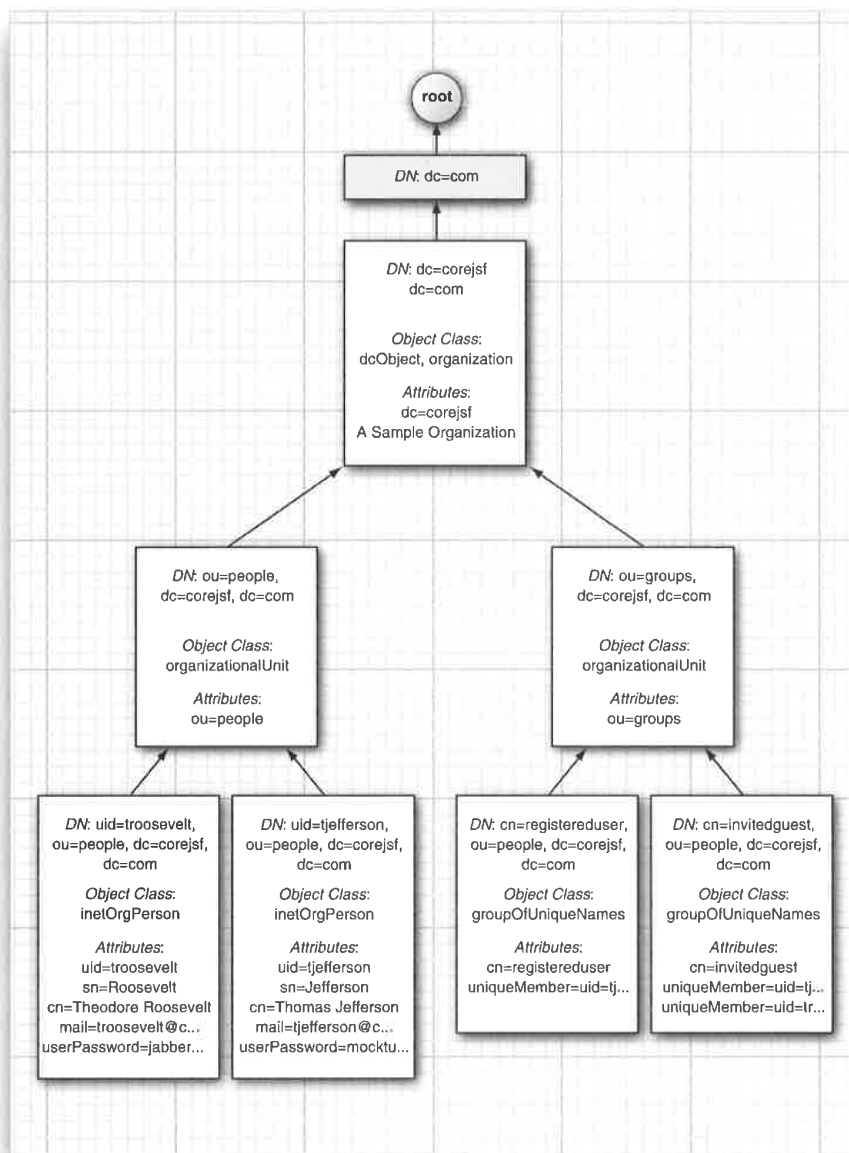 root
DN: dc=com
DN: dc=corejsf
dc=com
Object Class:
dcObject, organization
Attributes:
dc=corejsf
A Sample Organization
DN: ou=people,
dc=corejsf, dc=com
Object Class:
organizationalUnit
Attributes:
ou=people
DN: ou=groups,
dc=corejsf, dc=com
Object Class:
organizationalUnit
Attributes:
ou=groups
DN: uid=troosevelt,
ou=people, dc=corejsf,
dc=com
Object Class:
inetOrgPerson
Attributes:
uid=troosevelt
sn=Roosevelt
cn=Theodore Roosevelt
mail=troosevelt@c...
userPassword=jabber...
DN: uid=tjefferson,
ou=people, dc=corejsf,
dc=com
Object Class:
inetOrgPerson
Attributes:
uid=tjefferson
sn=Jefferson
cn=Thomas Jefferson
mail=tjefferson@c...
userPassword=mocktu...
DN: cn=registereduser,
ou=people, dc=corejsf,
dc=com
Object Class:
groupOfUniqueNames
Attributes:
cn=registereduser
uniqueMember=uid=tj...
DN: cn=invitedguest,
ou=people, dc=corejsf,
dc=com
Object Class:
groupOfUniqueNames
Attributes:
cn=invitedguest
uniqueMember=uid=tj...
uniqueMember=uid=tr...